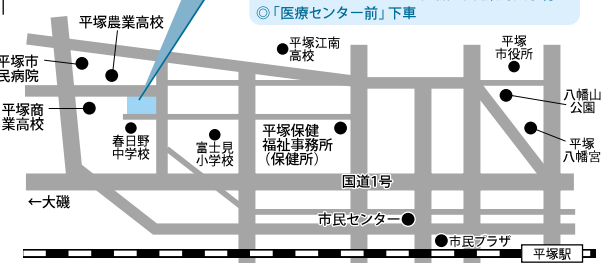 ◎「医療センター前」下車
平塚農業高校
平塚江南
高校
平塚
市役所
平塚市
民病院
八幡山
公園
平塚商
業高校
春日野
中学校
富士見
小学校
平塚保健
福祉事務所
（保健所）
平塚
八幡宮
国道1号
←大磯
市民センター
市民プラザ
平塚駅